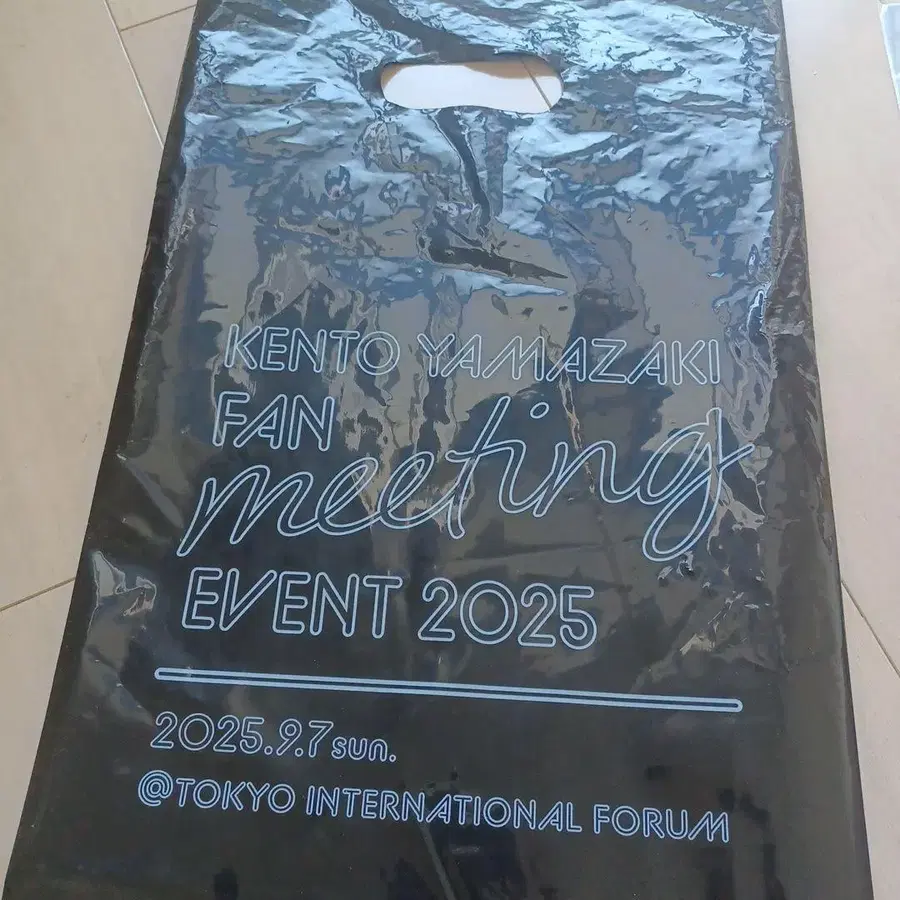 KENTO YAMAZAKI
FAN
meeting
EVENT 2025
2025.9.7 sun.
@TOKYO INTERNATIONAL FORUM